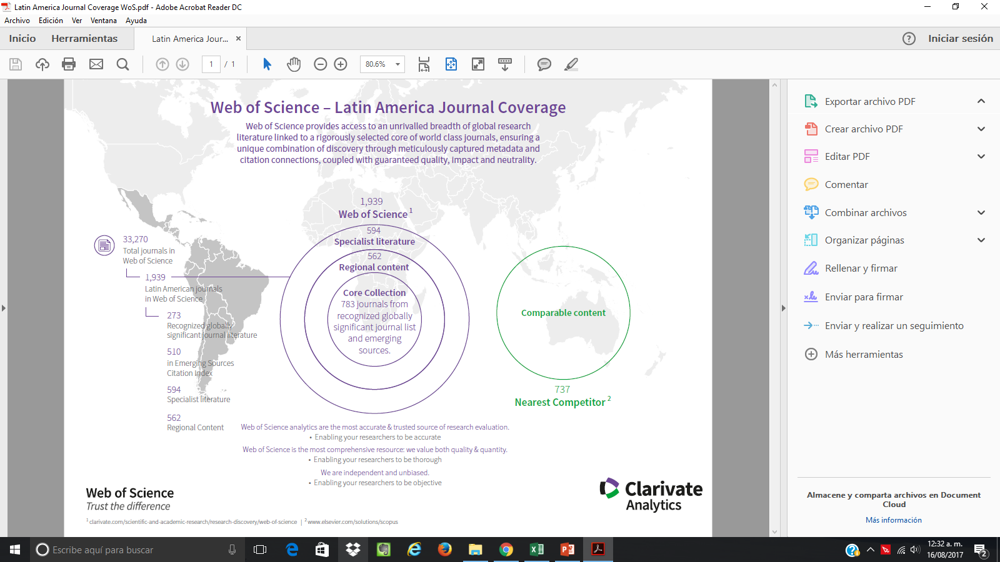 Latin America Journal Coverage WoS.pdf - Adobe Acrobat Reader DC
Archivo Edición Ver Ventana Ayuda
Inicio Herramientas Latin America Jour... × ? Iniciar sesión
1 / 1 80.6%
Web of Science – Latin America Journal Coverage
Web of Science provides access to an unrivalled breadth of global research
literature linked to a rigorously selected core of world class journals, ensuring a
unique combination of discovery through meticulously captured metadata and
citation connections, coupled with guaranteed quality, impact and neutrality.
33,270
Total journals in
Web of Science
1,939
Latin American journals
in Web of Science
273
Recognized globally
significant journal literature
510
in Emerging Sources
Citation Index
594
Specialist literature
562
Regional Content
1,939
Web of Science 1
594
Specialist literature
562
Regional content
Core Collection
783 journals from
recognized globally
significant journal list
and emerging
sources.
Comparable content
737
Nearest Competitor 2
Web of Science analytics are the most accurate & trusted source of research evaluation.
• Enabling your researchers to be accurate
Web of Science is the most comprehensive resource: we value both quality & quantity.
• Enabling your researchers to be thorough
We are independent and unbiased.
• Enabling your researchers to be objective
Web of Science
Trust the difference
Clarivate
Analytics
1 clarivate.com/scientific-and-academic-research/research-discovery/web-of-science | 2 www.elsevier.com/solutions/scopus
Exportar archivo PDF
Crear archivo PDF
Editar PDF
Comentar
Combinar archivos
Organizar páginas
Rellenar y firmar
Enviar para firmar
Enviar y realizar un seguimiento
Más herramientas
Almacene y comparta archivos en Document
Cloud
Más información
Escribe aquí para buscar
12:32 a. m.
16/08/2017
2